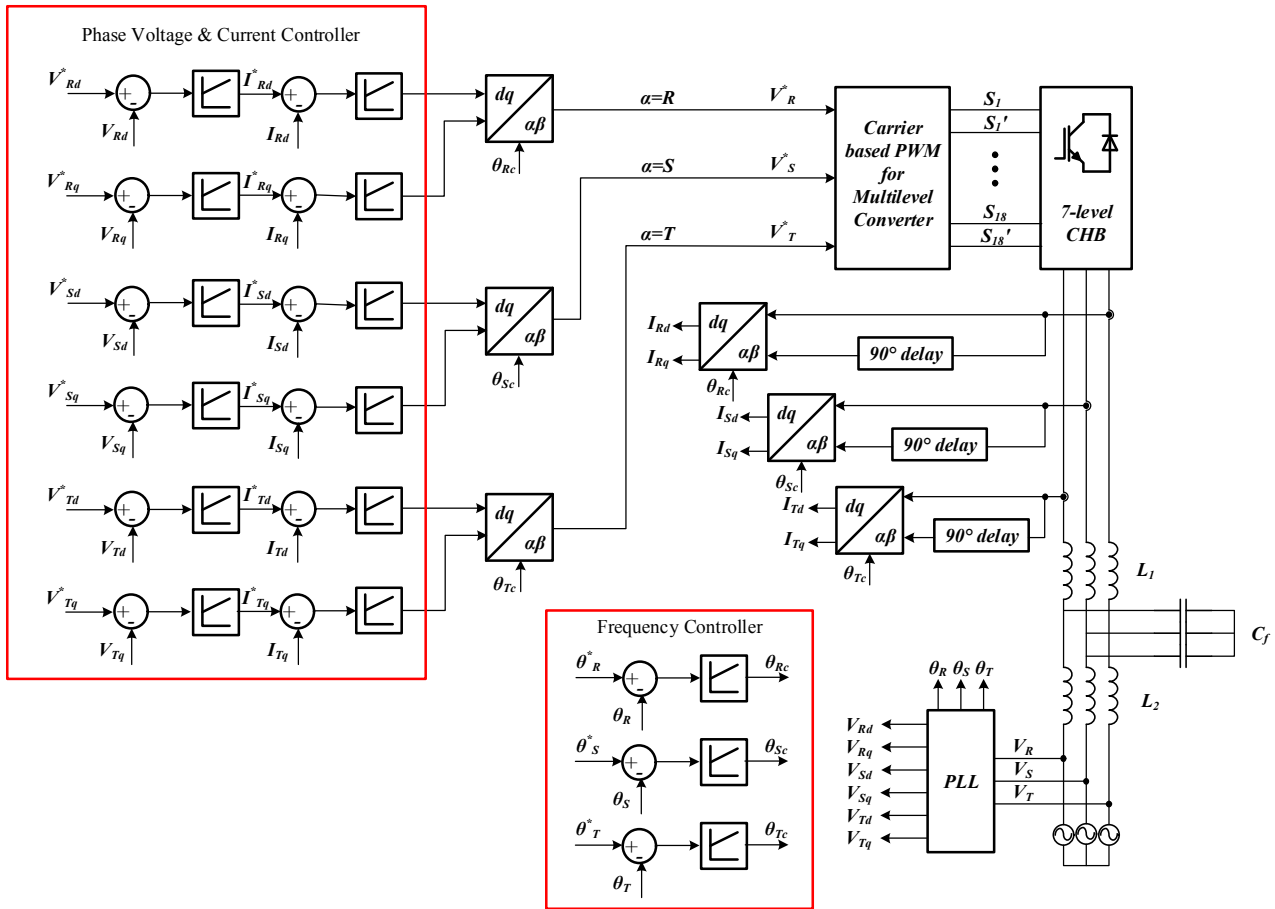 Phase Voltage & Current Controller
V*Rd
I*Rd
VRd
IRd
V*Rq
I*Rq
VRq
IRq
V*Sd
I*Sd
VSd
ISd
V*Sq
I*Sq
VSq
ISq
V*Td
I*Td
VTd
ITd
V*Tq
I*Tq
VTq
ITq
dq
αβ
θRc
dq
αβ
θSc
dq
αβ
θTc
α=R
V*R
α=S
V*S
α=T
V*T
Carrier
based PWM
for
Multilevel
Converter
S1
S1'
S18
S18'
7-level
CHB
IRd
IRq
dq
αβ
θRc
90° delay
ISd
ISq
dq
αβ
θSc
90° delay
ITd
ITq
dq
αβ
θTc
90° delay
L1
Cf
L2
Frequency Controller
θ*R
θR
θRc
θ*S
θS
θSc
θ*T
θT
θTc
θR θS θT
VRd
VRq
VSd
VSq
VTd
VTq
PLL
VR
VS
VT